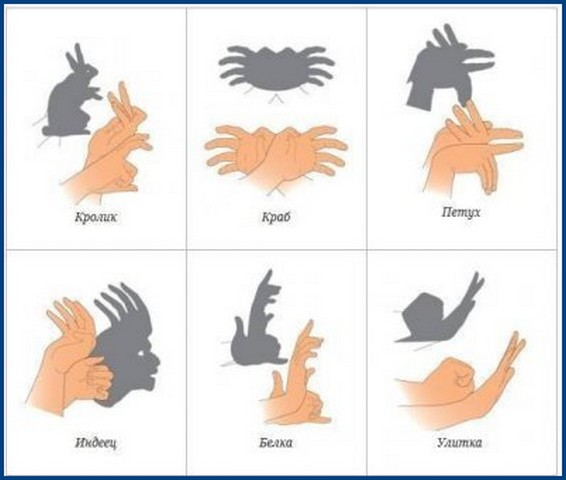 Кролик
Краб
Петух
Индеец
Белка
Улитка